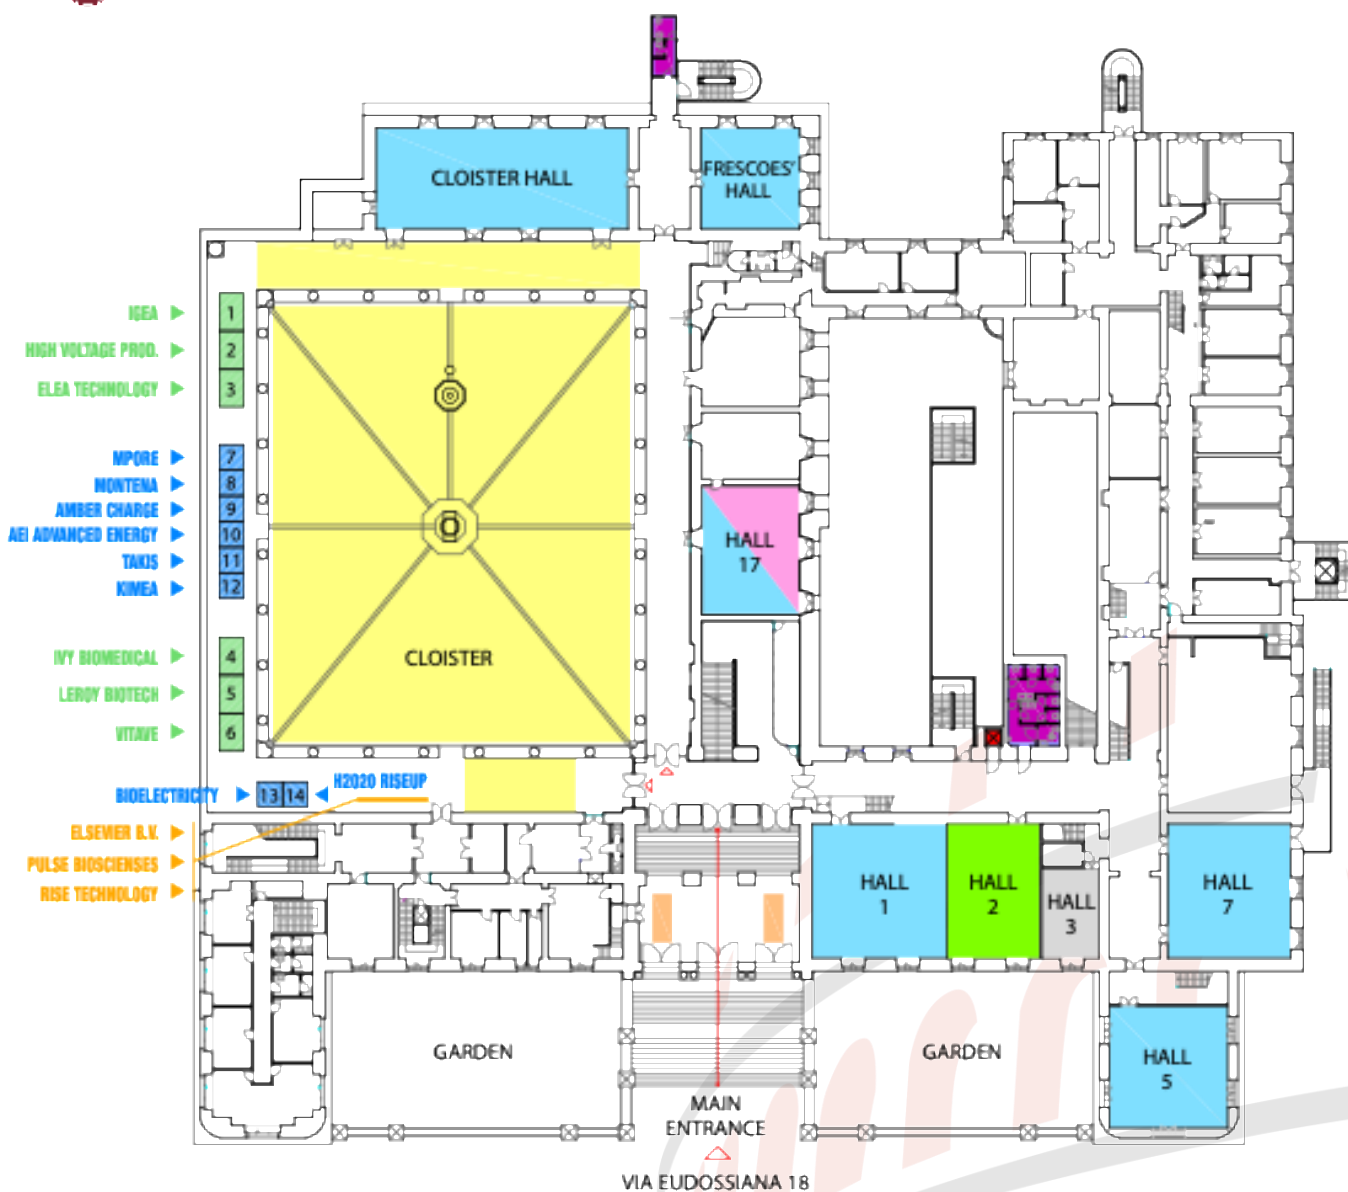 CLOISTER HALL
FRESCOES'
HALL
IGEA
1
HIGH VOLTAGE PROD.
2
ELEA TECHNOLOGY
3
MPORE
7
MONTENA
8
AMBER CHARGE
9
AEI ADVANCED ENERGY
10
TAKIS
11
KIMEA
12
HALL
17
IVY BIOMEDICAL
4
CLOISTER
LEROY BIOTECH
5
VITAVE
6
BIOELECTRICITY
13
14
H2020 RISEUP
ELSEVIER B.V.
PULSE BIOSCIENSES
RISE TECHNOLOGY
HALL
1
HALL
2
HALL
3
HALL
7
GARDEN
GARDEN
HALL
5
MAIN
ENTRANCE
VIA EUDOSSIANA 18